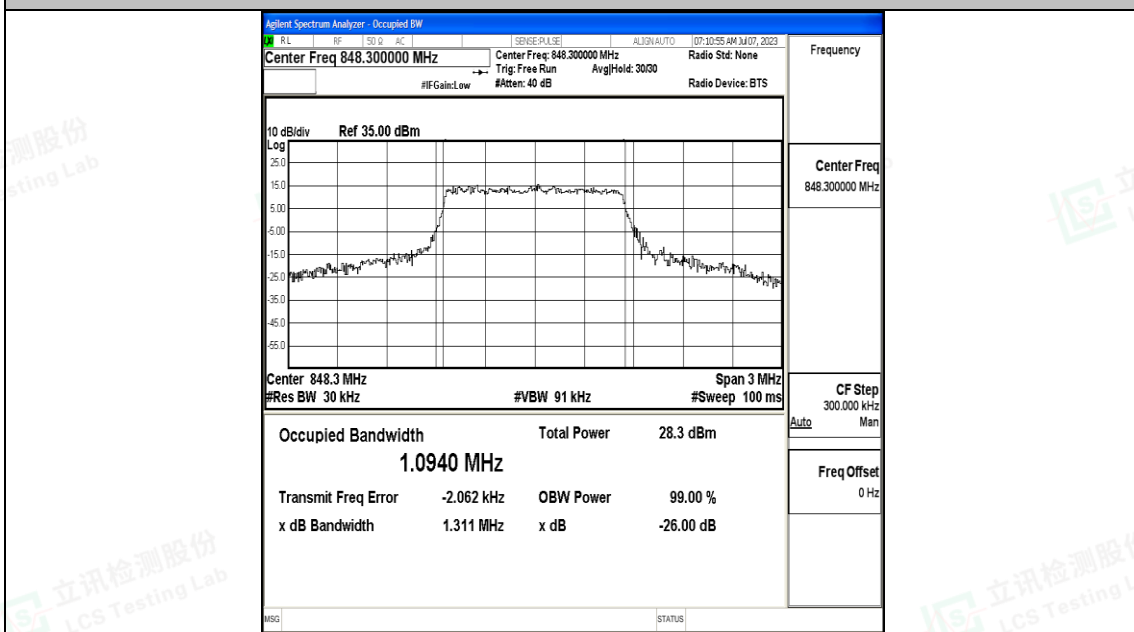 Agilent Spectrum Analyzer - Occupied BW
RL RF 50 Ω AC SENSE:PULSE ALIGN AUTO 07:10:55 AM Jul 07, 2023
Center Freq 848.300000 MHz
Center Freq: 848.300000 MHz Radio Std: None
Trig: Free Run Avg|Hold: 30/30
#IFGain:Low #Atten: 40 dB Radio Device: BTS
Frequency
10 dB/div Ref 35.00 dBm
Log
25.0
15.0
5.00
-5.00
-15.0
-25.0
-35.0
-45.0
-55.0
Center 848.3 MHz Span 3 MHz
#Res BW 30 kHz #VBW 91 kHz #Sweep 100 ms
Center Freq
848.300000 MHz
CF Step
300.000 kHz
Auto Man
Freq Offset
0 Hz
Occupied Bandwidth Total Power 28.3 dBm
1.0940 MHz
Transmit Freq Error -2.062 kHz OBW Power 99.00 %
x dB Bandwidth 1.311 MHz x dB -26.00 dB
MSG STATUS
立讯检测股份
LCS Testing Lab